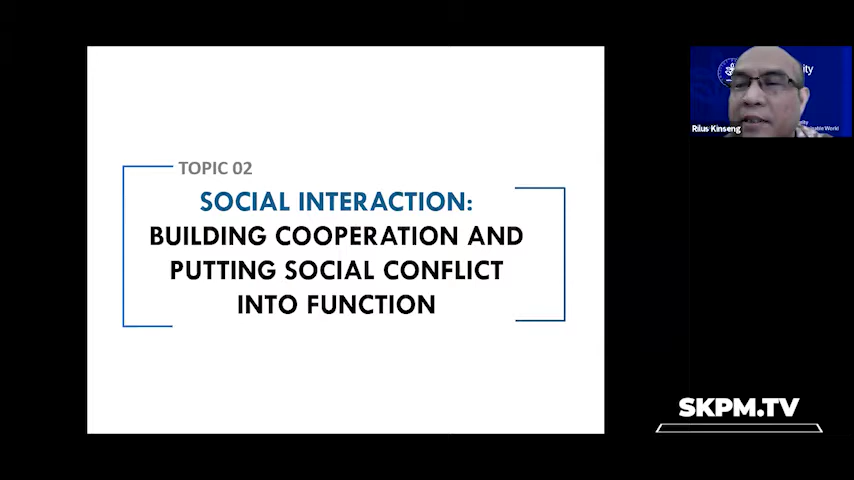 TOPIC 02
SOCIAL INTERACTION:
BUILDING COOPERATION AND
PUTTING SOCIAL CONFLICT
INTO FUNCTION
Rilus Kinseng
SKPM.TV